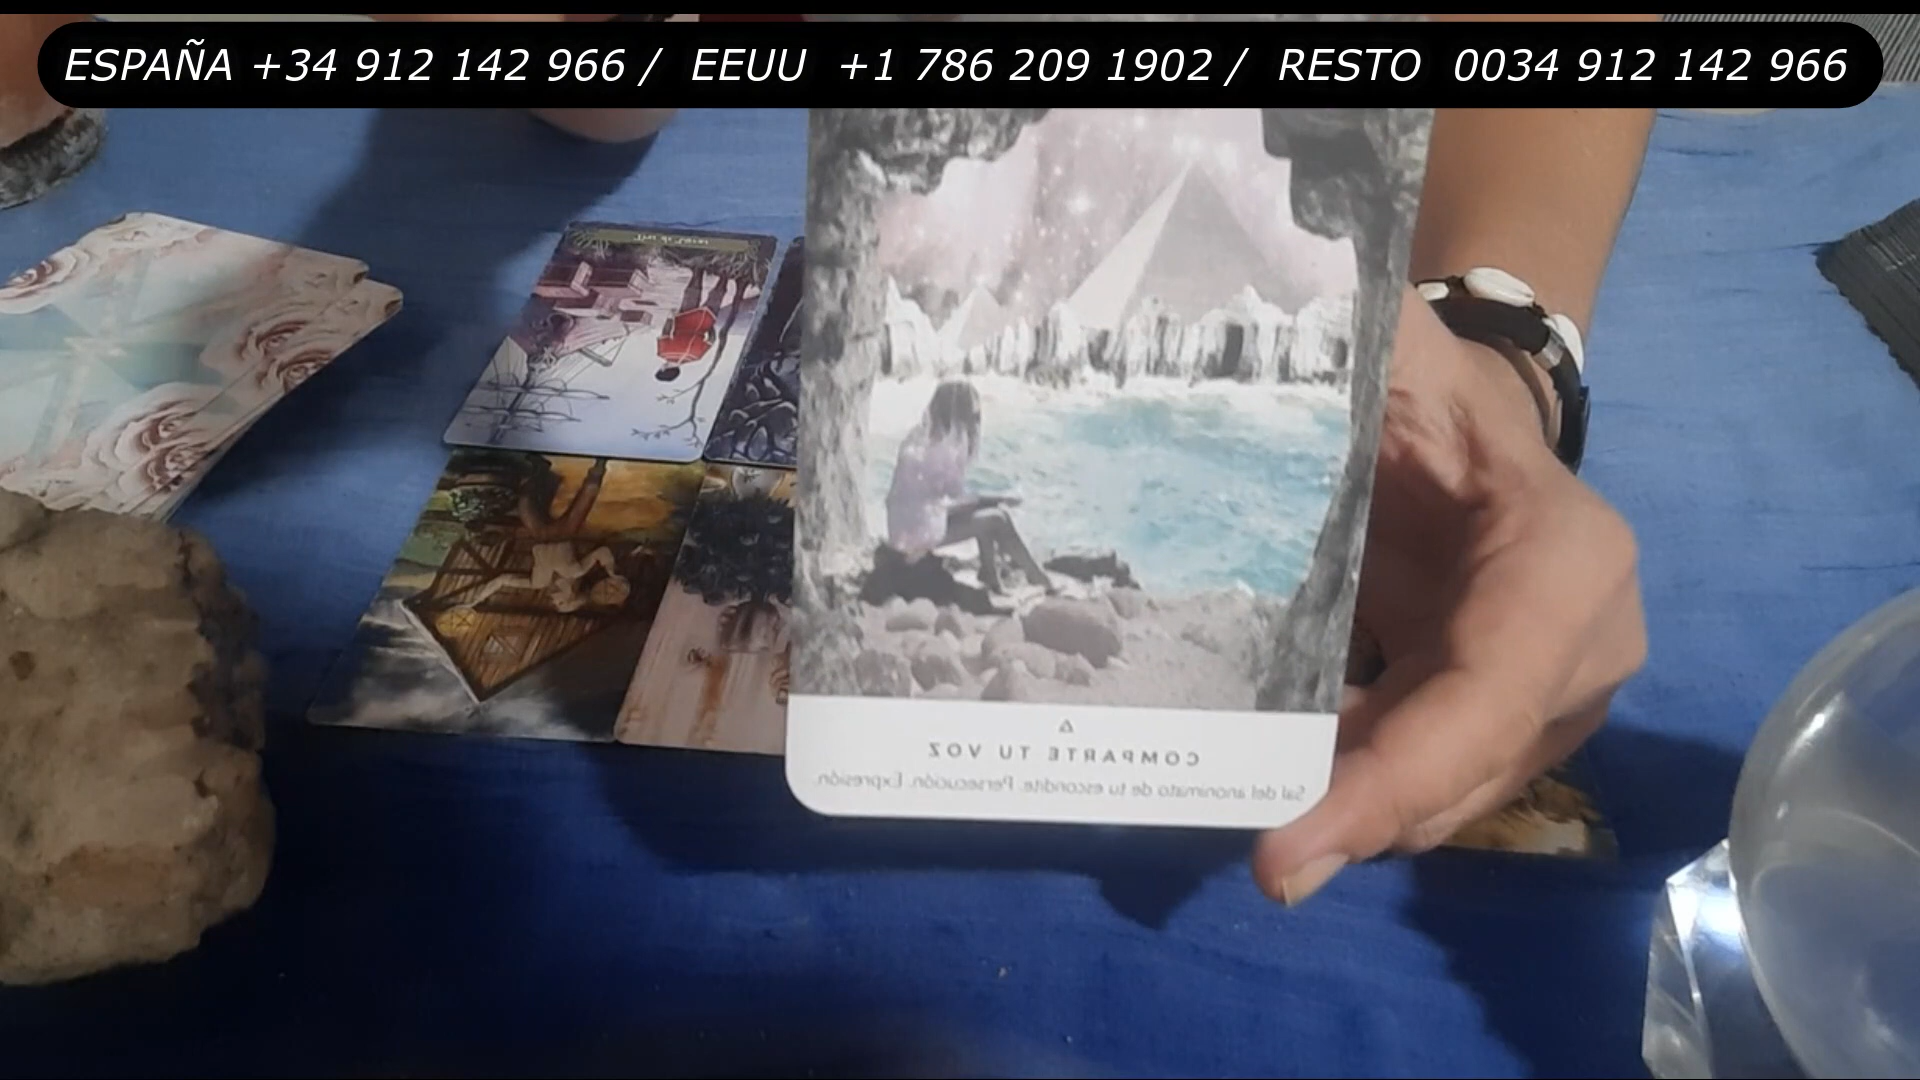 ESPAÑA +34 912 142 966 / EEUU +1 786 209 1902 / RESTO 0034 912 142 966
COMPARTE TU VOZ
Sal del anonimato de tu escondite. Persecución. Expresión.